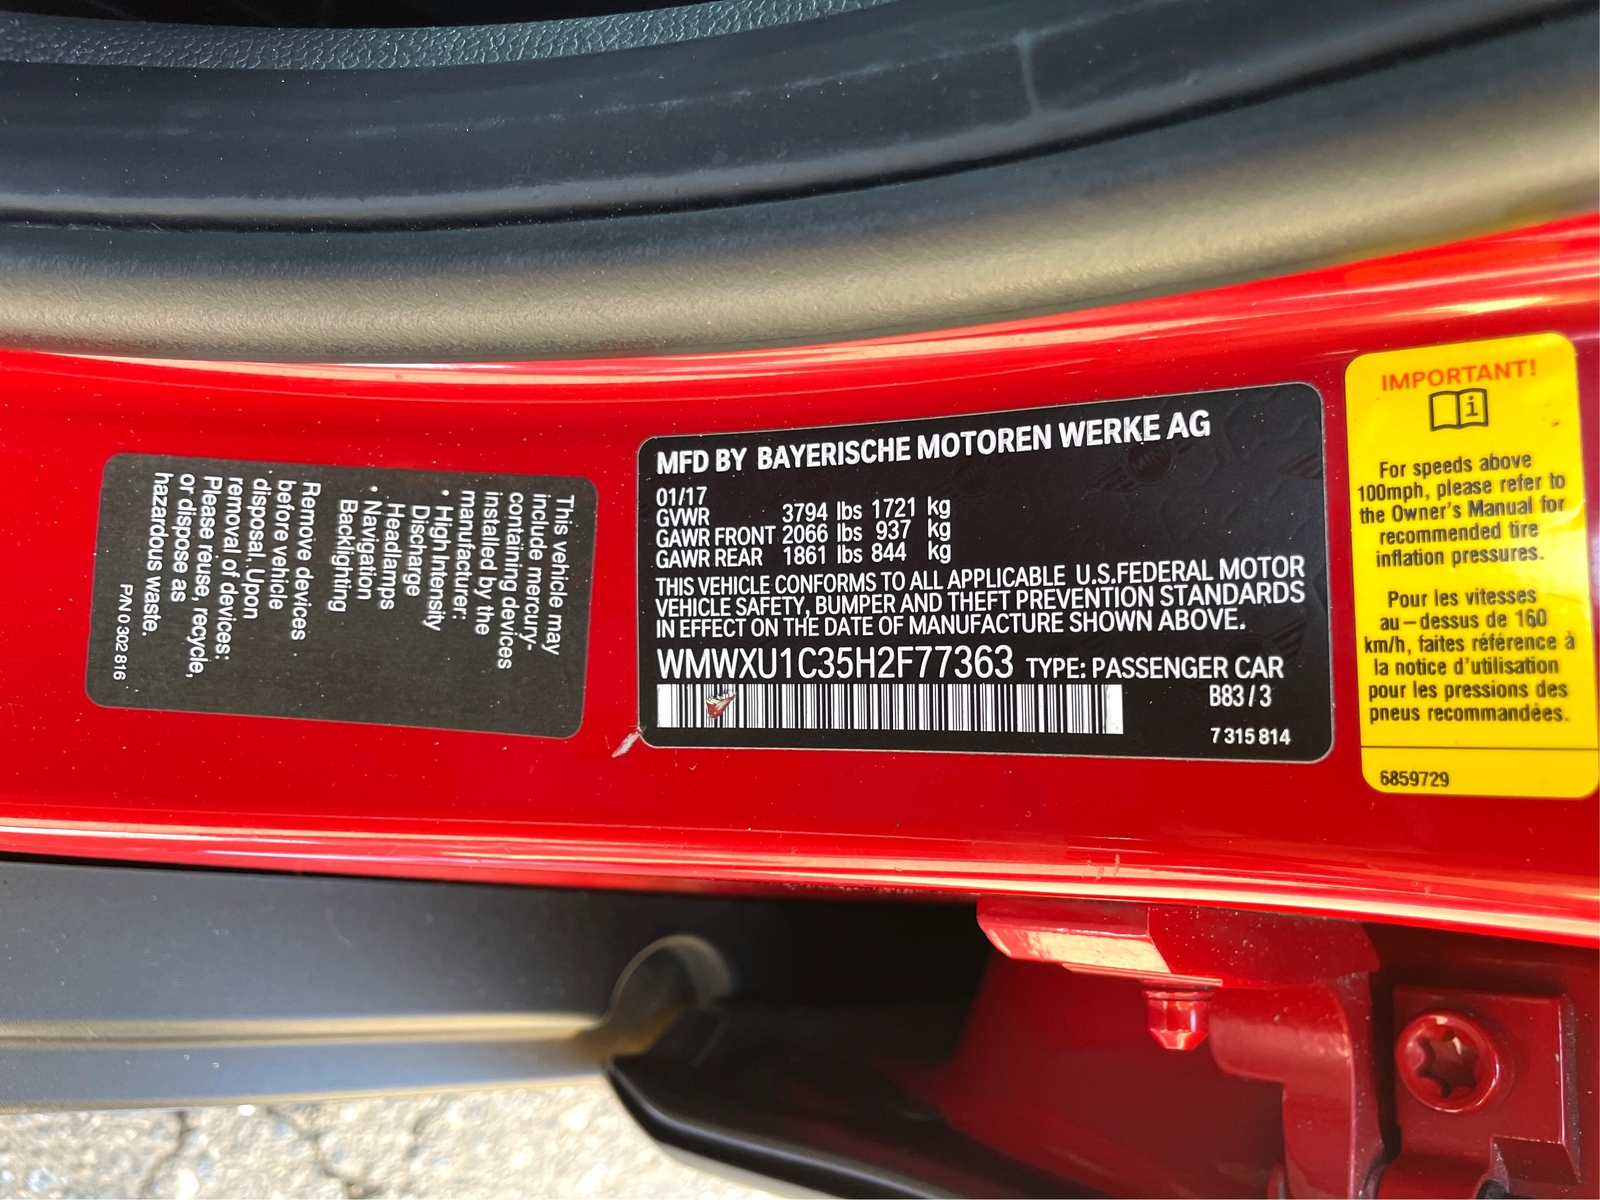 This vehicle may
include mercury-
containing devices
installed by the
manufacturer:
• High Intensity
Discharge
Headlamps
• Navigation
Backlighting
Remove devices
before vehicle
disposal. Upon
removal of devices:
Please reuse, recycle,
or dispose as
hazardous waste.
P/N 0 302 816
MFD BY BAYERISCHE MOTOREN WERKE AG
01/17
GVWR 3794 lbs 1721 kg
GAWR FRONT 2066 lbs 937 kg
GAWR REAR 1861 lbs 844 kg
THIS VEHICLE CONFORMS TO ALL APPLICABLE U.S.FEDERAL MOTOR
VEHICLE SAFETY, BUMPER AND THEFT PREVENTION STANDARDS
IN EFFECT ON THE DATE OF MANUFACTURE SHOWN ABOVE.
WMWXU1C35H2F77363 TYPE: PASSENGER CAR
B83/3
7 315 814
IMPORTANT!
i
For speeds above
100mph, please refer to
the Owner's Manual for
recommended tire
inflation pressures.
Pour les vitesses
au-dessus de 160
km/h, faites référence à
la notice d'utilisation
pour les pressions des
pneus recommandées.
6859729